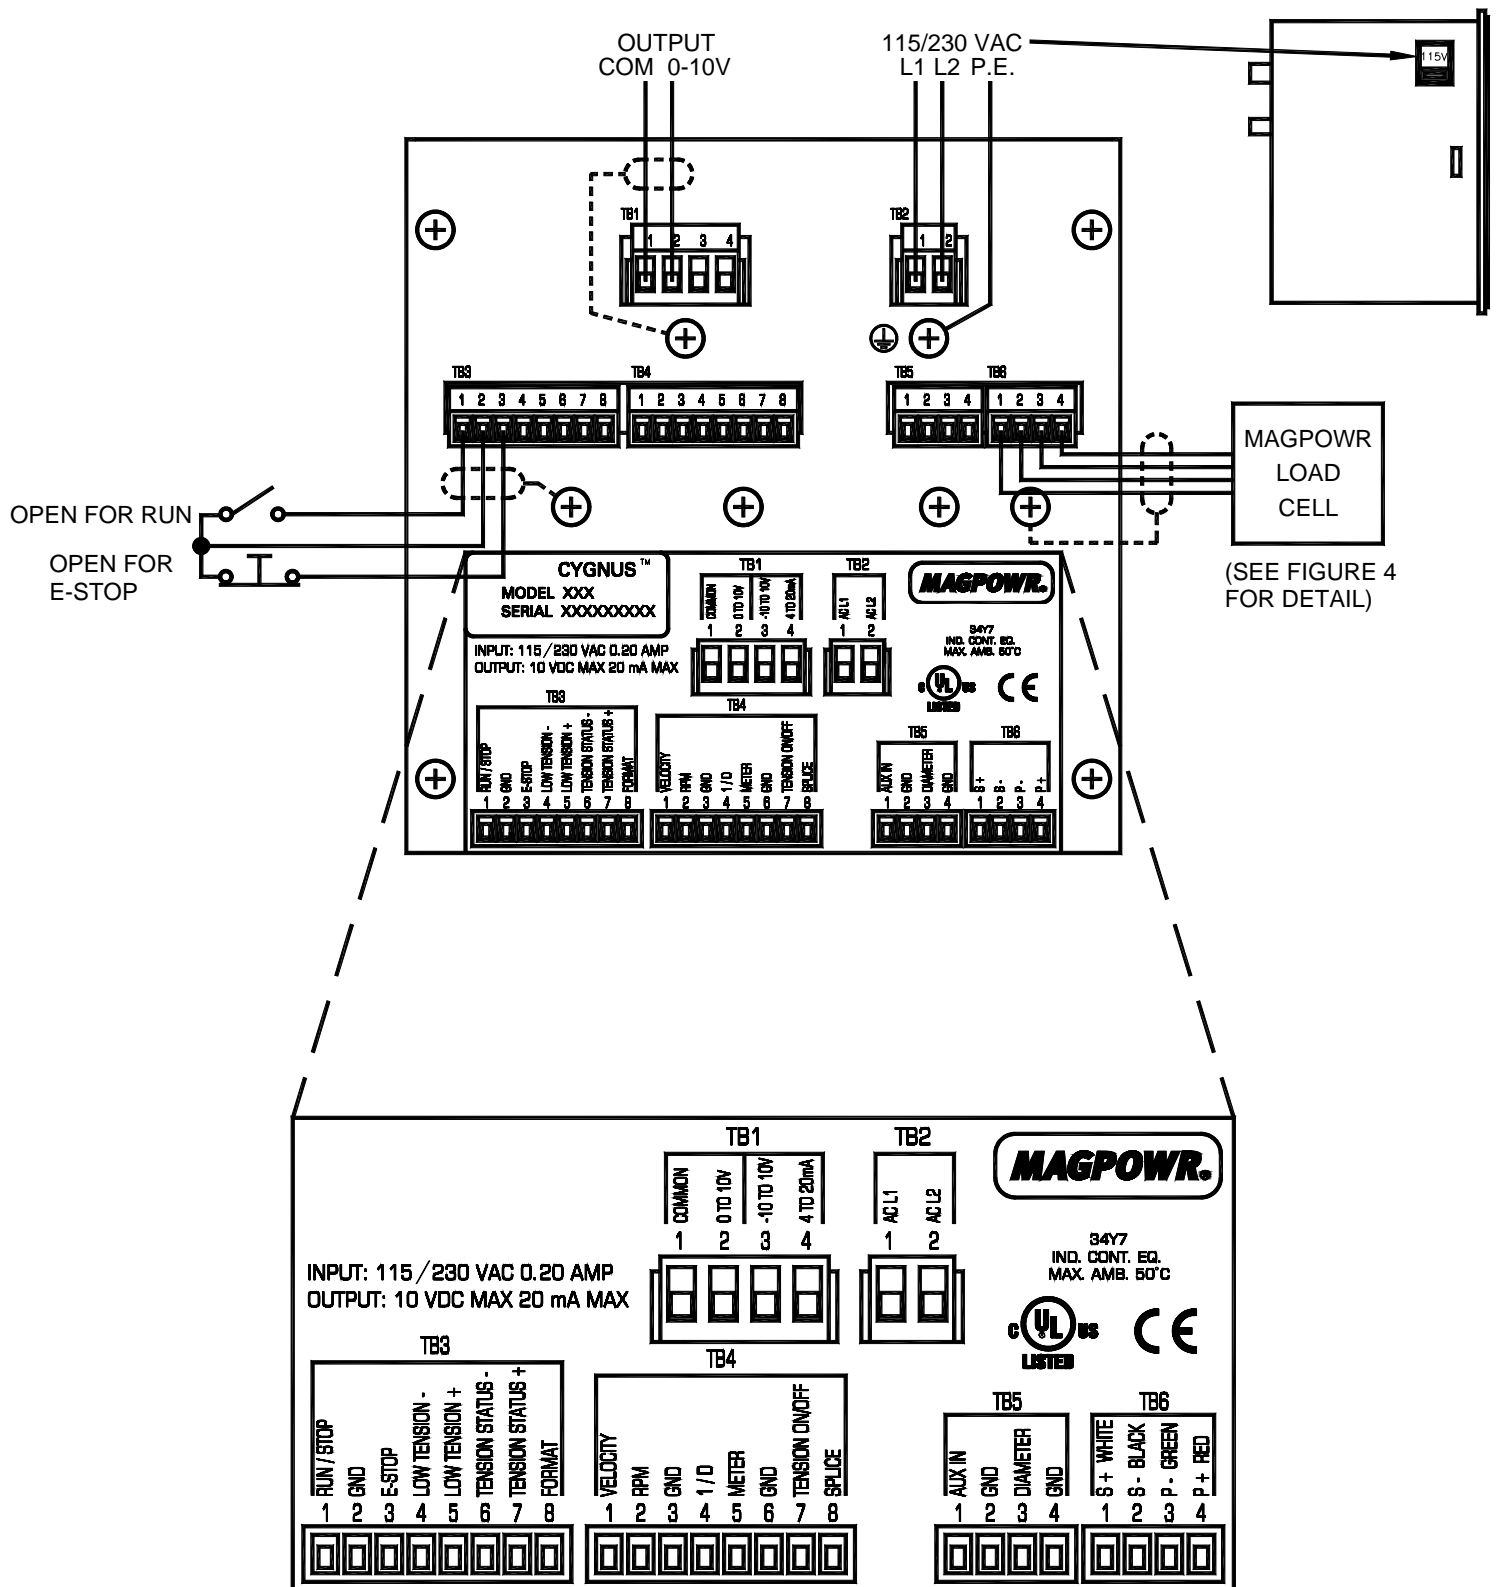 OUTPUT
COM 0-10V
115/230 VAC
L1 L2 P.E.
115V
TB1
1 2 3 4
TB2
1 2
TB3
1 2 3 4 5 6 7 8
TB4
1 2 3 4 5 6 7 8
TB5
1 2 3 4
TB6
1 2 3 4
MAGPOWR
LOAD
CELL
(SEE FIGURE 4
FOR DETAIL)
OPEN FOR RUN
OPEN FOR
E-STOP
CYGNUS™
MODEL XXX
SERIAL XXXXXXXXX
INPUT: 115/230 VAC 0.20 AMP
OUTPUT: 10 VDC MAX 20 mA MAX
TB1
COMMON
0 TO 10V
-10 TO 10V
4 TO 20mA
1 2 3 4
TB2
AC L1
AC L2
1 2
MAGPOWR®
34Y7
IND. CONT. EQ.
MAX. AMB. 50°C
C UL US
LISTED
CE
TB3
RUN / STOP
GND
E-STOP
LOW TENSION -
LOW TENSION +
TENSION STATUS -
TENSION STATUS +
FORMAT
1 2 3 4 5 6 7 8
TB4
VELOCITY
RPM
GND
1 / D
METER
GND
TENSION ON/OFF
SPLICE
1 2 3 4 5 6 7 8
TB5
AUX IN
GND
DIAMETER
GND
1 2 3 4
TB6
S +
S -
P -
P +
1 2 3 4
TB1
COMMON
0 TO 10V
-10 TO 10V
4 TO 20mA
1 2 3 4
TB2
AC L1
AC L2
1 2
MAGPOWR®
34Y7
IND. CONT. EQ.
MAX. AMB. 50°C
INPUT: 115/230 VAC 0.20 AMP
OUTPUT: 10 VDC MAX 20 mA MAX
C UL® US
LISTED
CE
TB3
RUN / STOP
GND
E-STOP
LOW TENSION -
LOW TENSION +
TENSION STATUS -
TENSION STATUS +
FORMAT
1 2 3 4 5 6 7 8
TB4
VELOCITY
RPM
GND
1 / D
METER
GND
TENSION ON/OFF
SPLICE
1 2 3 4 5 6 7 8
TB5
AUX IN
GND
DIAMETER
GND
1 2 3 4
TB6
S + WHITE
S - BLACK
P - GREEN
P + RED
1 2 3 4